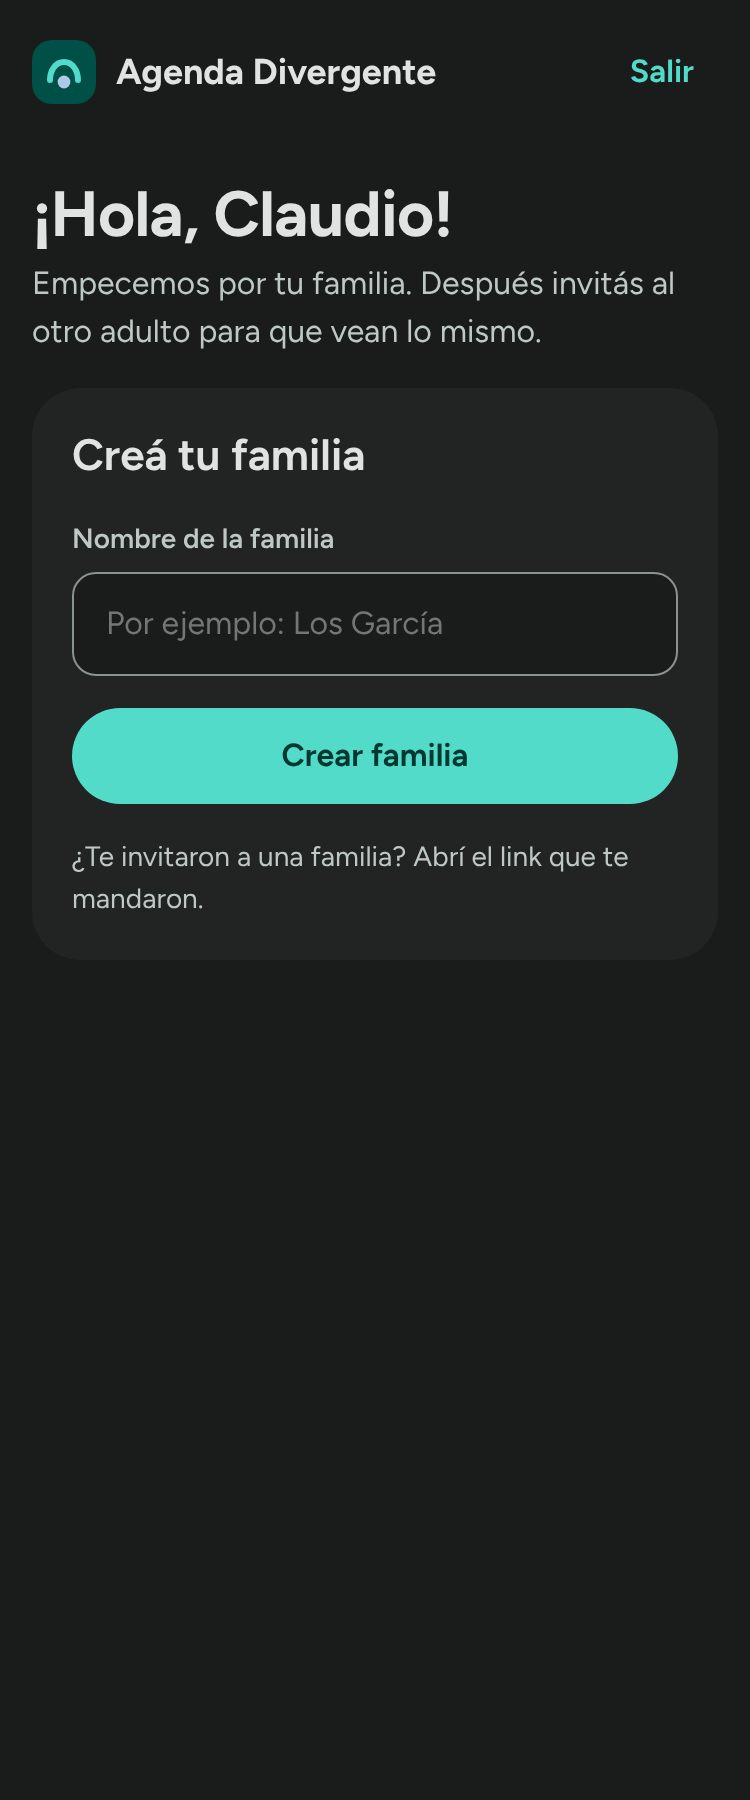 Agenda Divergente
Salir
¡Hola, Claudio!
Empecemos por tu familia. Después invitás al
otro adulto para que vean lo mismo.
Creá tu familia
Nombre de la familia
Por ejemplo: Los García
Crear familia
¿Te invitaron a una familia? Abrí el link que te
mandaron.